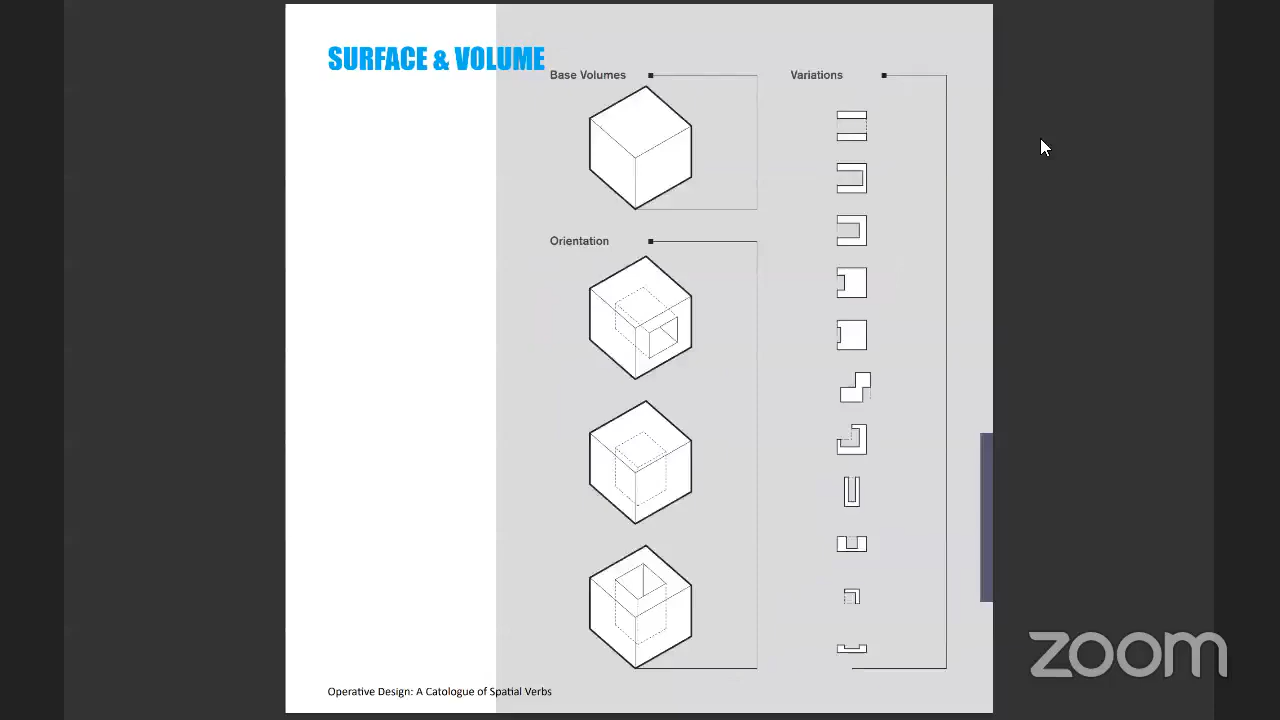 SURFACE & VOLUME
Base Volumes
Variations
Orientation
Operative Design: A Catologue of Spatial Verbs
zoom